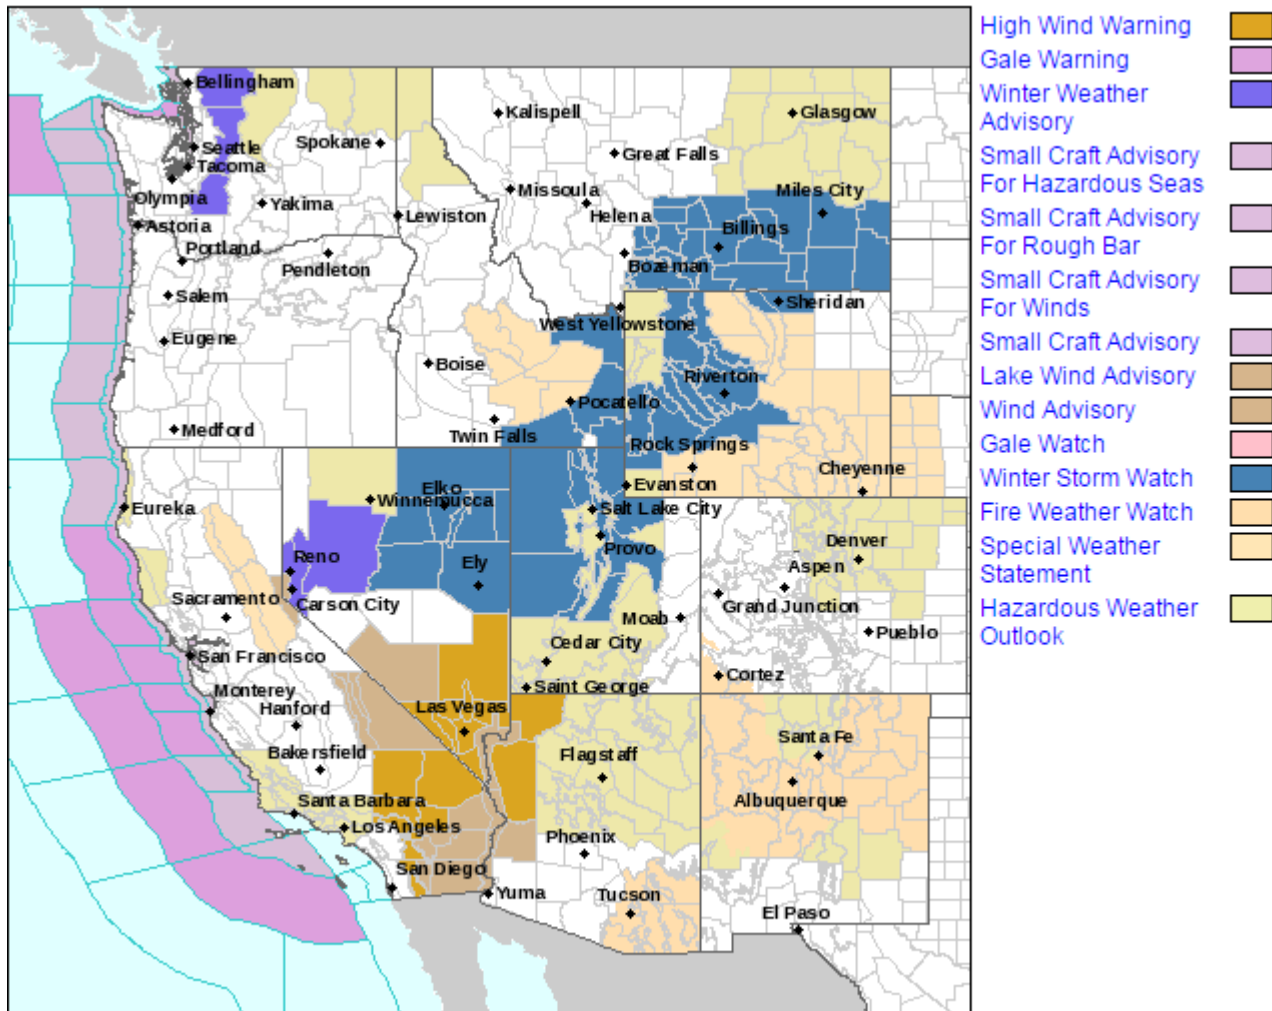 High Wind Warning
Gale Warning
Winter Weather
Advisory
Small Craft Advisory
For Hazardous Seas
Small Craft Advisory
For Rough Bar
Small Craft Advisory
For Winds
Small Craft Advisory
Lake Wind Advisory
Wind Advisory
Gale Watch
Winter Storm Watch
Fire Weather Watch
Special Weather
Statement
Hazardous Weather
Outlook
Bellingham
Kalispell
Glasgow
Seattle
Spokane
Great Falls
Tacoma
Missoula
Miles City
Olympia
Yakima
Lewiston
Helena
Astoria
Billings
Portland
Pendleton
Bozeman
Salem
Sheridan
West Yellowstone
Eugene
Boise
Riverton
Pocatello
Medford
Twin Falls
Rock Springs
Cheyenne
Elko
Evanston
Winnemucca
Eureka
Salt Lake City
Denver
Reno
Provo
Ely
Aspen
Sacramento
Carson City
Grand Junction
Moab
Pueblo
Cedar City
San Francisco
Cortez
Saint George
Monterey
Hanford
Las Vegas
Santa Fe
Bakersfield
Flagstaff
Santa Barbara
Albuquerque
Los Angeles
Phoenix
San Diego
Yuma
Tucson
El Paso